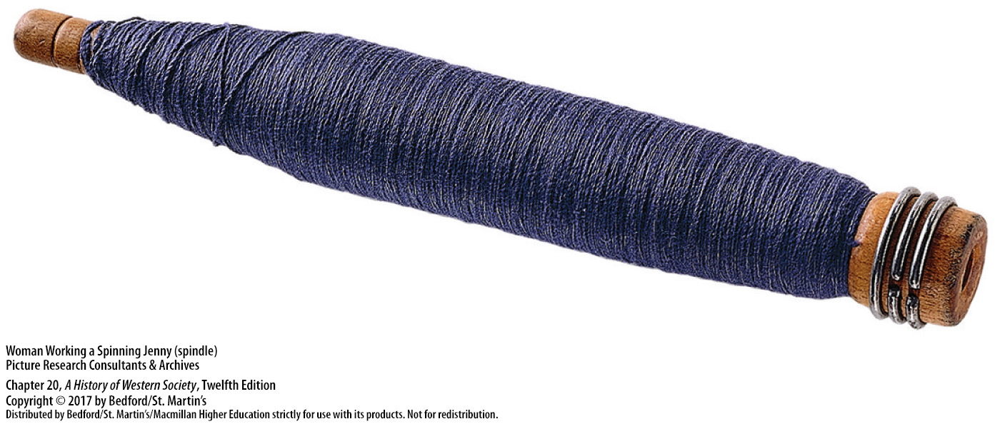 Woman Working a Spinning Jenny (spindle)
Picture Research Consultants & Archives
Chapter 20, A History of Western Society, Twelfth Edition
Copyright © 2017 by Bedford/St. Martin's
Distributed by Bedford/St. Martin's/Macmillan Higher Education strictly for use with its products. Not for redistribution.